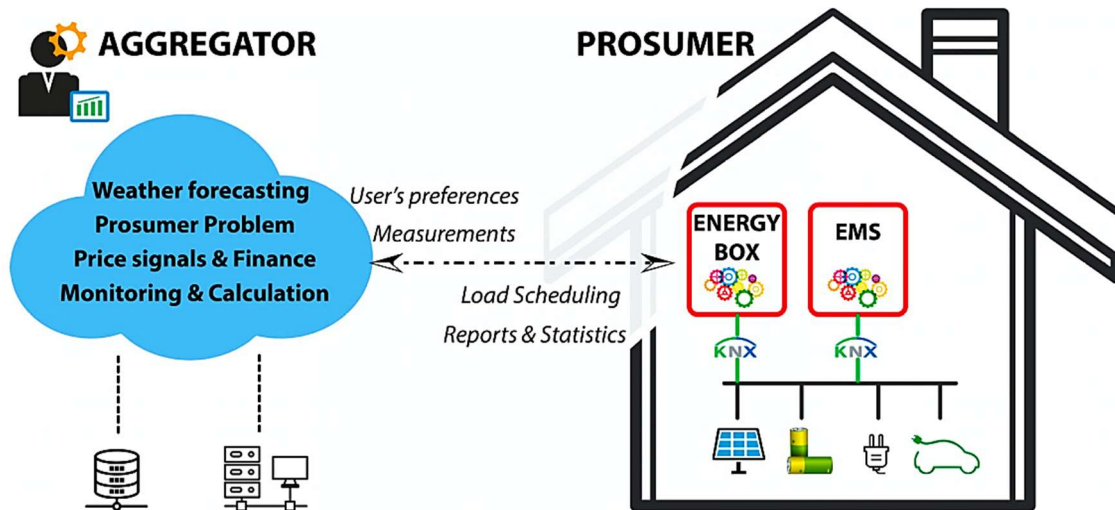 AGGREGATOR
PROSUMER
Weather forecasting
Prosumer Problem
Price signals & Finance
Monitoring & Calculation
User's preferences
Measurements
Load Scheduling
Reports & Statistics
ENERGY
BOX
EMS
KNX
KNX